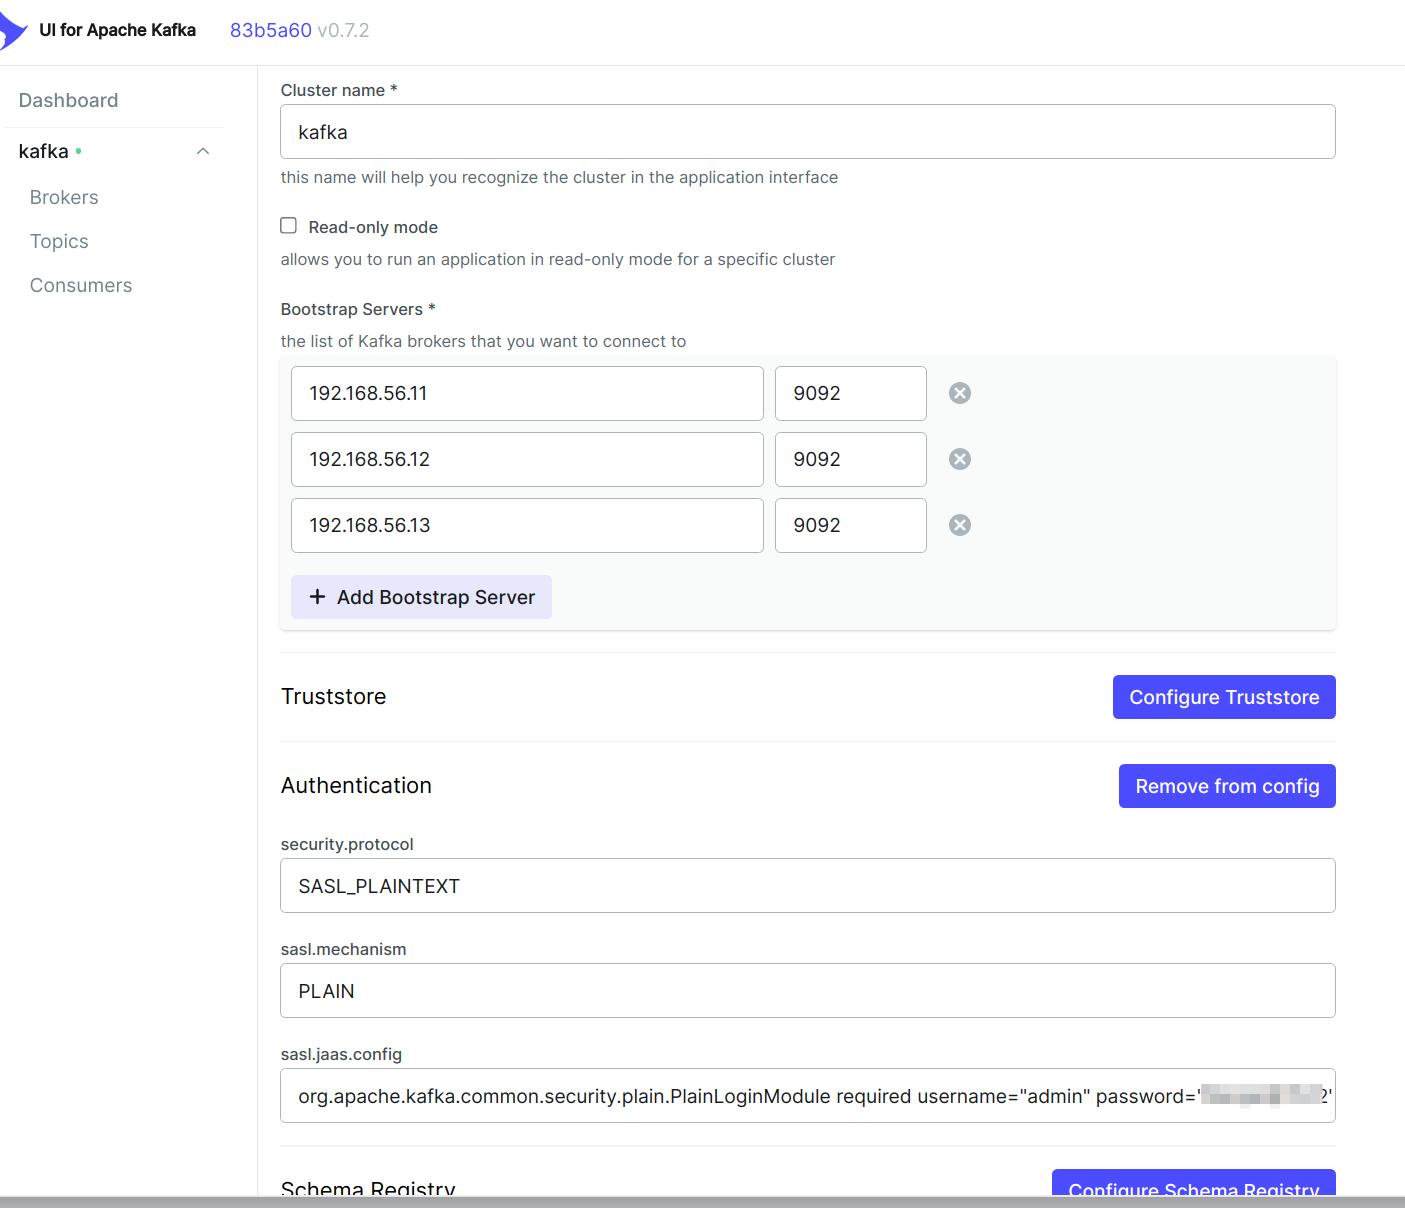 UI for Apache Kafka 83b5a60 v0.7.2
Dashboard
kafka
Brokers
Topics
Consumers
Cluster name *
kafka
this name will help you recognize the cluster in the application interface
Read-only mode
allows you to run an application in read-only mode for a specific cluster
Bootstrap Servers *
the list of Kafka brokers that you want to connect to
192.168.56.11 9092
192.168.56.12 9092
192.168.56.13 9092
Add Bootstrap Server
Truststore Configure Truststore
Authentication Remove from config
security.protocol
SASL_PLAINTEXT
sasl.mechanism
PLAIN
sasl.jaas.config
org.apache.kafka.common.security.plain.PlainLoginModule required username="admin" password=
Schema Registry Configure Schema Registry